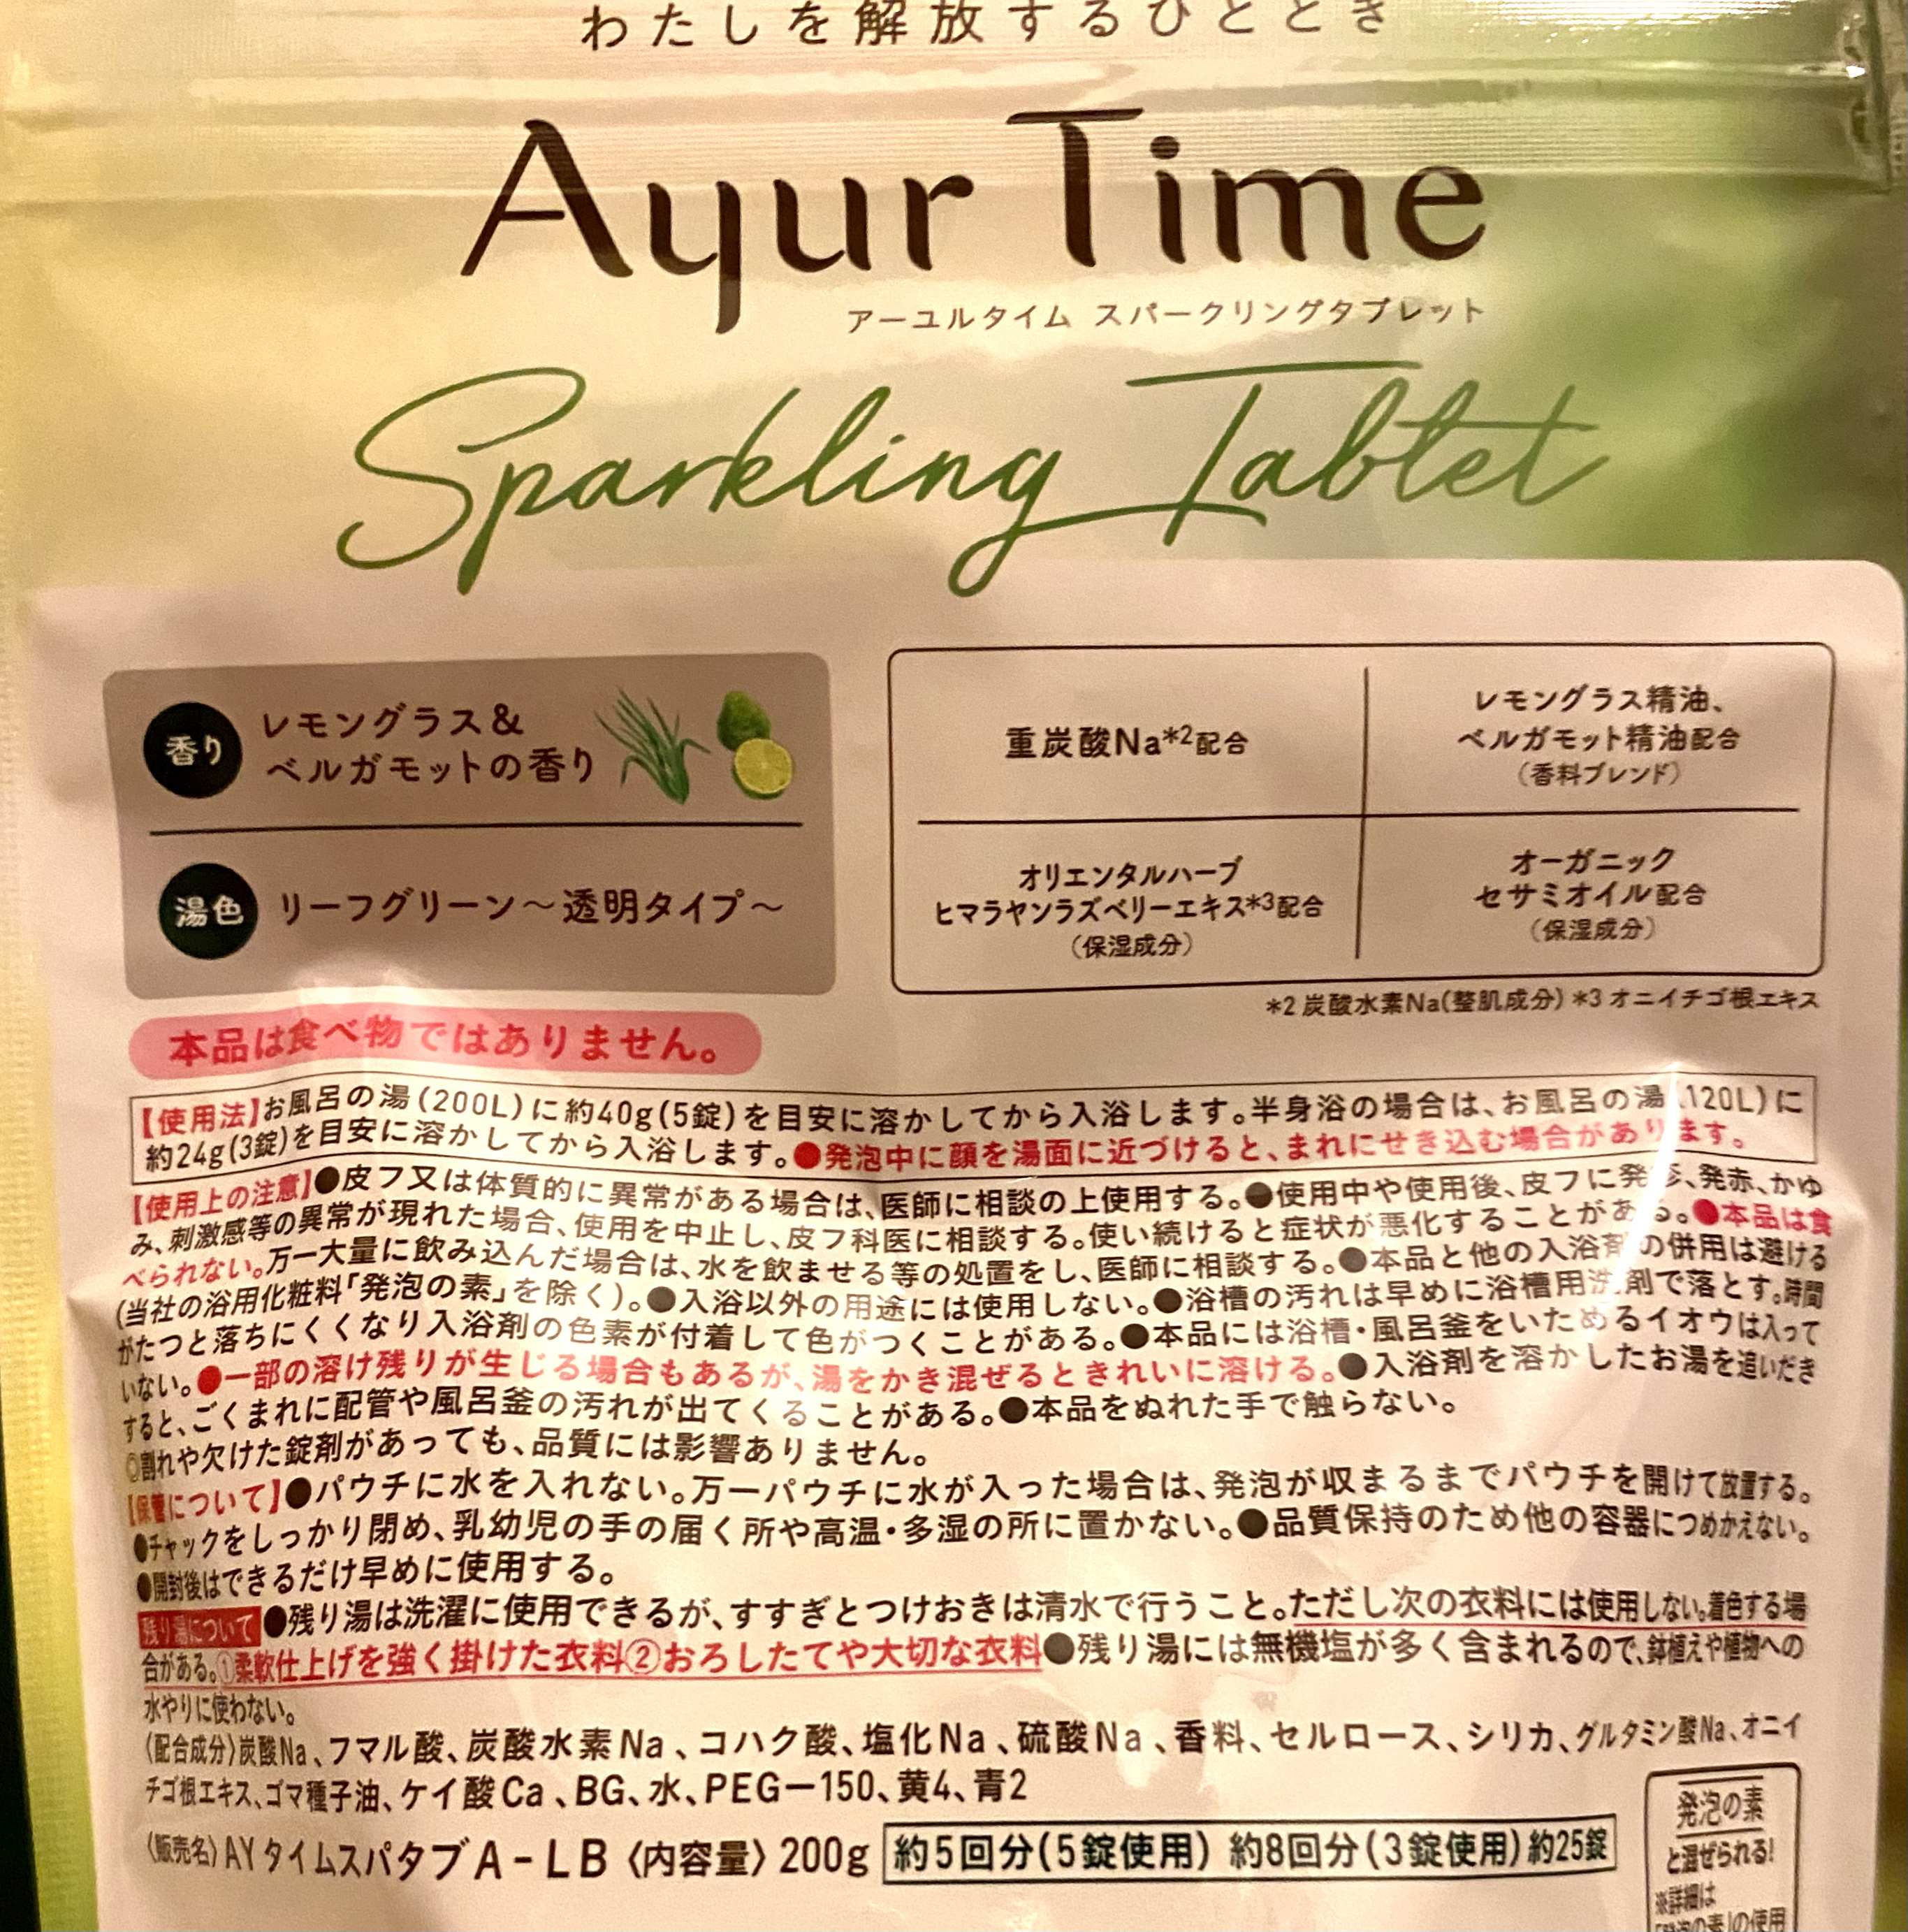 わたしを解放するひととき
Ayur Time
アーユルタイム スパークリングタブレット
Sparkling Tablet
香り レモングラス&
ベルガモットの香り
湯色 リーフグリーン〜透明タイプ〜
重炭酸Na*2配合
レモングラス精油、
ベルガモット精油配合
(香料ブレンド)
オリエンタルハーブ
ヒマラヤンラズベリーエキス*3配合
(保湿成分)
オーガニック
セサミオイル配合
(保湿成分)
*2 炭酸水素Na(整肌成分) *3 オニイチゴ根エキス
本品は食べ物ではありません。
【使用法】お風呂の湯(200L)に約40g(5錠)を目安に溶かしてから入浴します。半身浴の場合は、お風呂の湯(120L)に
約24g(3錠)を目安に溶かしてから入浴します。●発泡中に顔を湯面に近づけると、まれにせき込む場合があります。
【使用上の注意】●皮フ又は体質的に異常がある場合は、医師に相談の上使用する。●使用中や使用後、皮フに発疹、発赤、かゆ
み、刺激感等の異常が現れた場合、使用を中止し、皮フ科医に相談する。使い続けると症状が悪化することがある。●本品は食
べられない。万一大量に飲み込んだ場合は、水を飲ませる等の処置をし、医師に相談する。●本品と他の入浴剤の併用は避ける
(当社の浴用化粧料「発泡の素」を除く)。●入浴以外の用途には使用しない。●浴槽の汚れは早めに浴槽用洗剤で落とす。時間
がたつと落ちにくくなり入浴剤の色素が付着して色がつくことがある。●本品には浴槽・風呂釜をいためるイオウは入って
いない。●一部の溶け残りが生じる場合もあるが、湯をかき混ぜるときれいに溶ける。●入浴剤を溶かしたお湯を追いだき
すると、ごくまれに配管や風呂釜の汚れが出てくることがある。●本品をぬれた手で触らない。
◎割れや欠けた錠剤があっても、品質には影響ありません。
【保管について】●パウチに水を入れない。万一パウチに水が入った場合は、発泡が収まるまでパウチを開けて放置する。
●チャックをしっかり閉め、乳幼児の手の届く所や高温・多湿の所に置かない。●品質保持のため他の容器につめかえない。
●開封後はできるだけ早めに使用する。
残り湯について ●残り湯は洗濯に使用できるが、すすぎとつけおきは清水で行うこと。ただし次の衣料には使用しない。着色する場
合がある。①柔軟仕上げを強く掛けた衣料②おろしたてや大切な衣料●残り湯には無機塩が多く含まれるので、鉢植えや植物への
水やりに使わない。
〈配合成分〉炭酸Na、フマル酸、炭酸水素Na、コハク酸、塩化Na、硫酸Na、香料、セルロース、シリカ、グルタミン酸Na、オニイ
チゴ根エキス、ゴマ種子油、ケイ酸Ca、BG、水、PEGー150、黄4、青2
〈販売名〉AYタイムスパタブA-LB〈内容量〉200g 約5回分(5錠使用) 約8回分(3錠使用)約25錠
発泡の素
と混ぜられる!
※詳細は
「発泡の素」の使用